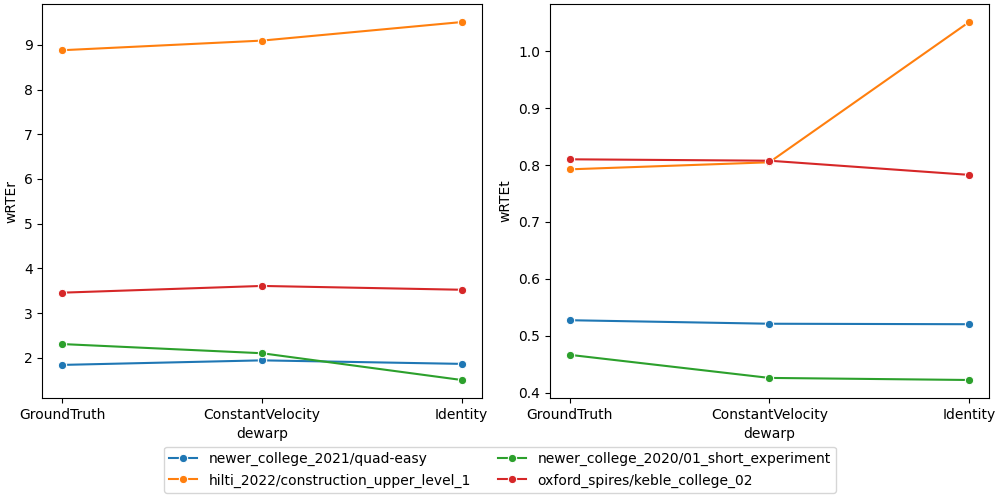 wRTEr
9
8
7
6
5
4
3
2
GroundTruth ConstantVelocity Identity
dewarp
wRTEt
1.0
0.9
0.8
0.7
0.6
0.5
0.4
GroundTruth ConstantVelocity Identity
dewarp
newer_college_2021/quad-easy
hilti_2022/construction_upper_level_1
newer_college_2020/01_short_experiment
oxford_spires/keble_college_02